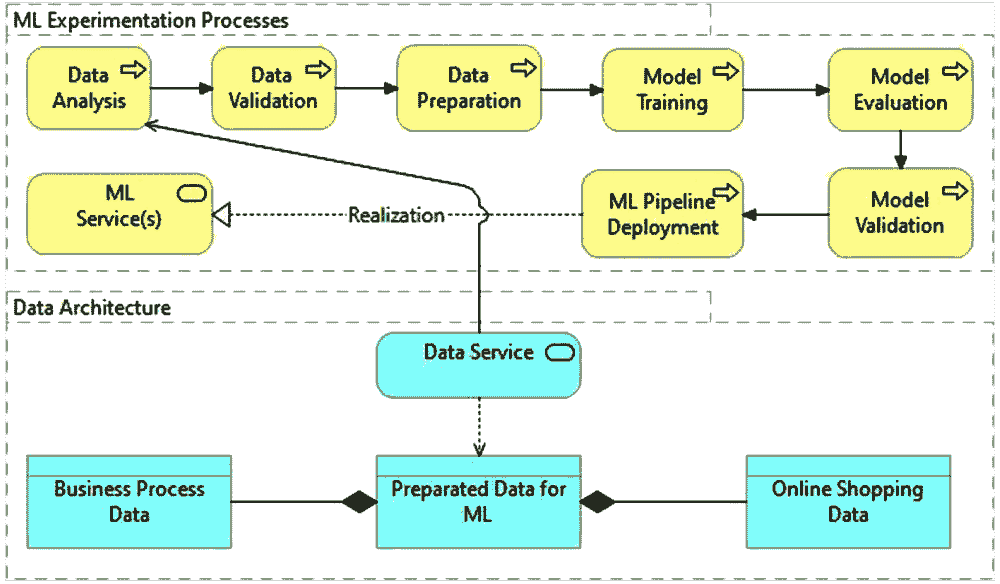 ML Experimentation Processes
Data
Analysis
Data
Validation
Data
Preparation
Model
Training
Model
Evaluation
ML
Service(s)
Realization
ML Pipeline
Deployment
Model
Validation
Data Architecture
Data Service
Business Process
Data
Preparated Data for
ML
Online Shopping
Data